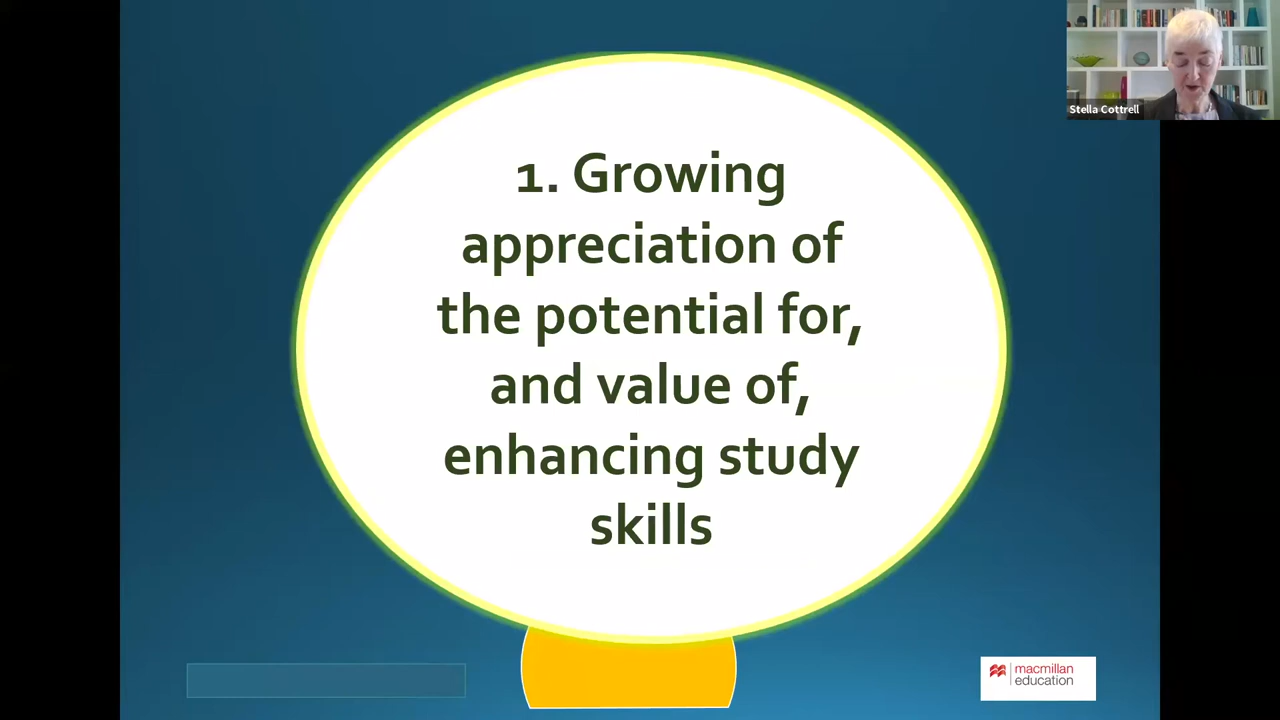 Stella Cottrell
1. Growing
appreciation of
the potential for,
and value of,
enhancing study
skills
macmillan
education